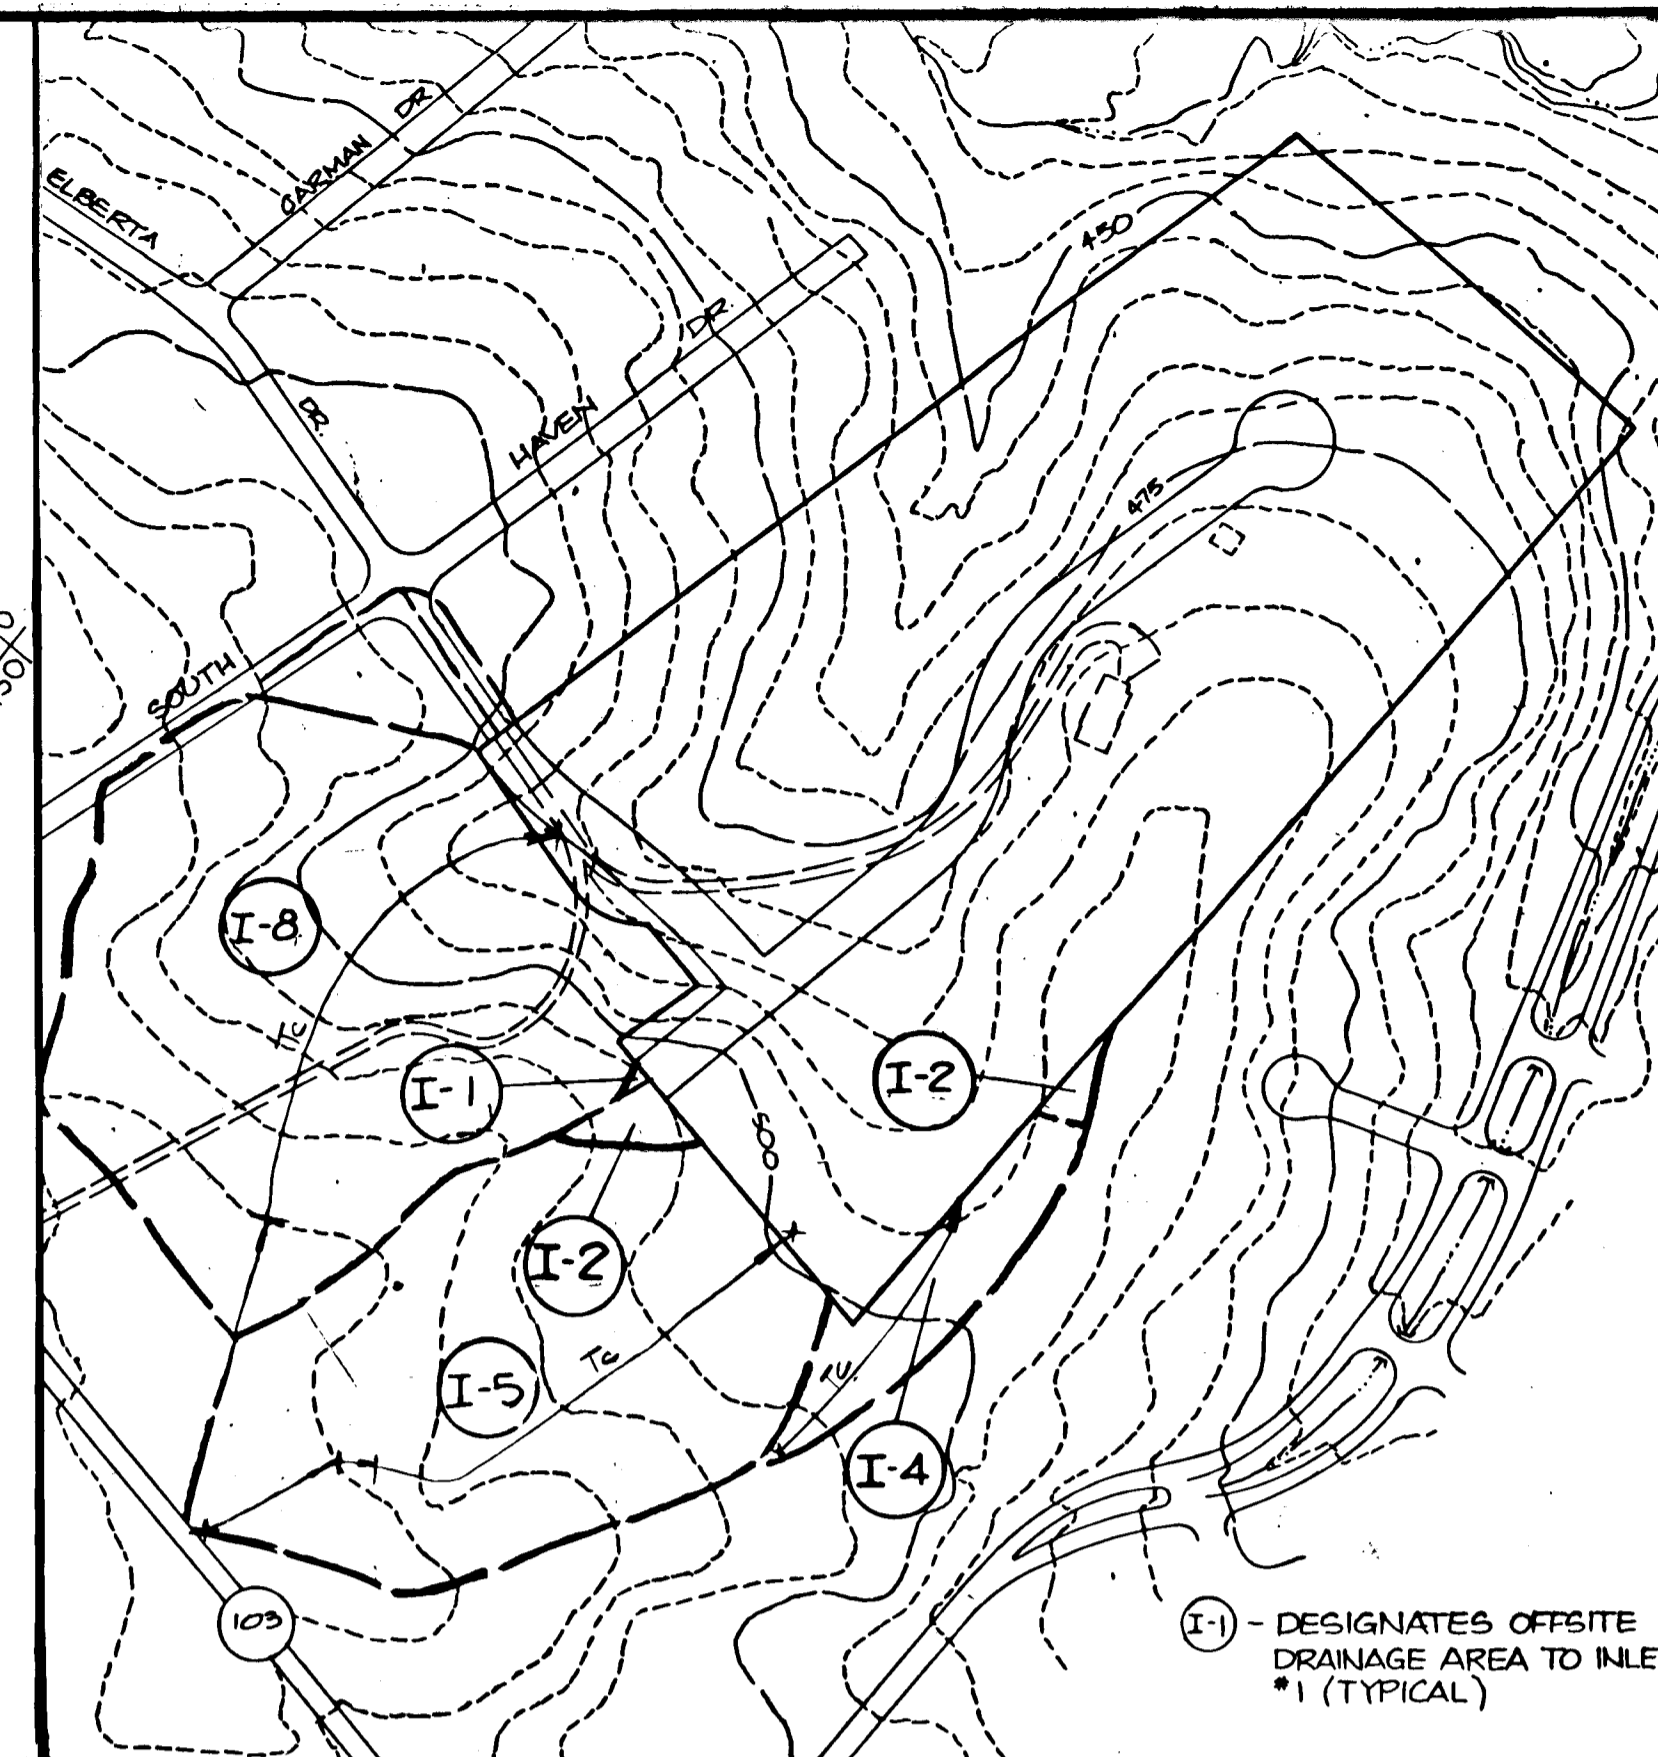 ELBERTA
DR.
CARMAN DR
HAVEN DR.
450
475
SOUTH
I-8
Tc
I-1
I-2
500
I-2
Tc
I-5
I-4
103
I-1 - DESIGNATES OFFSITE
DRAINAGE AREA TO INLE
#1 (TYPICAL)